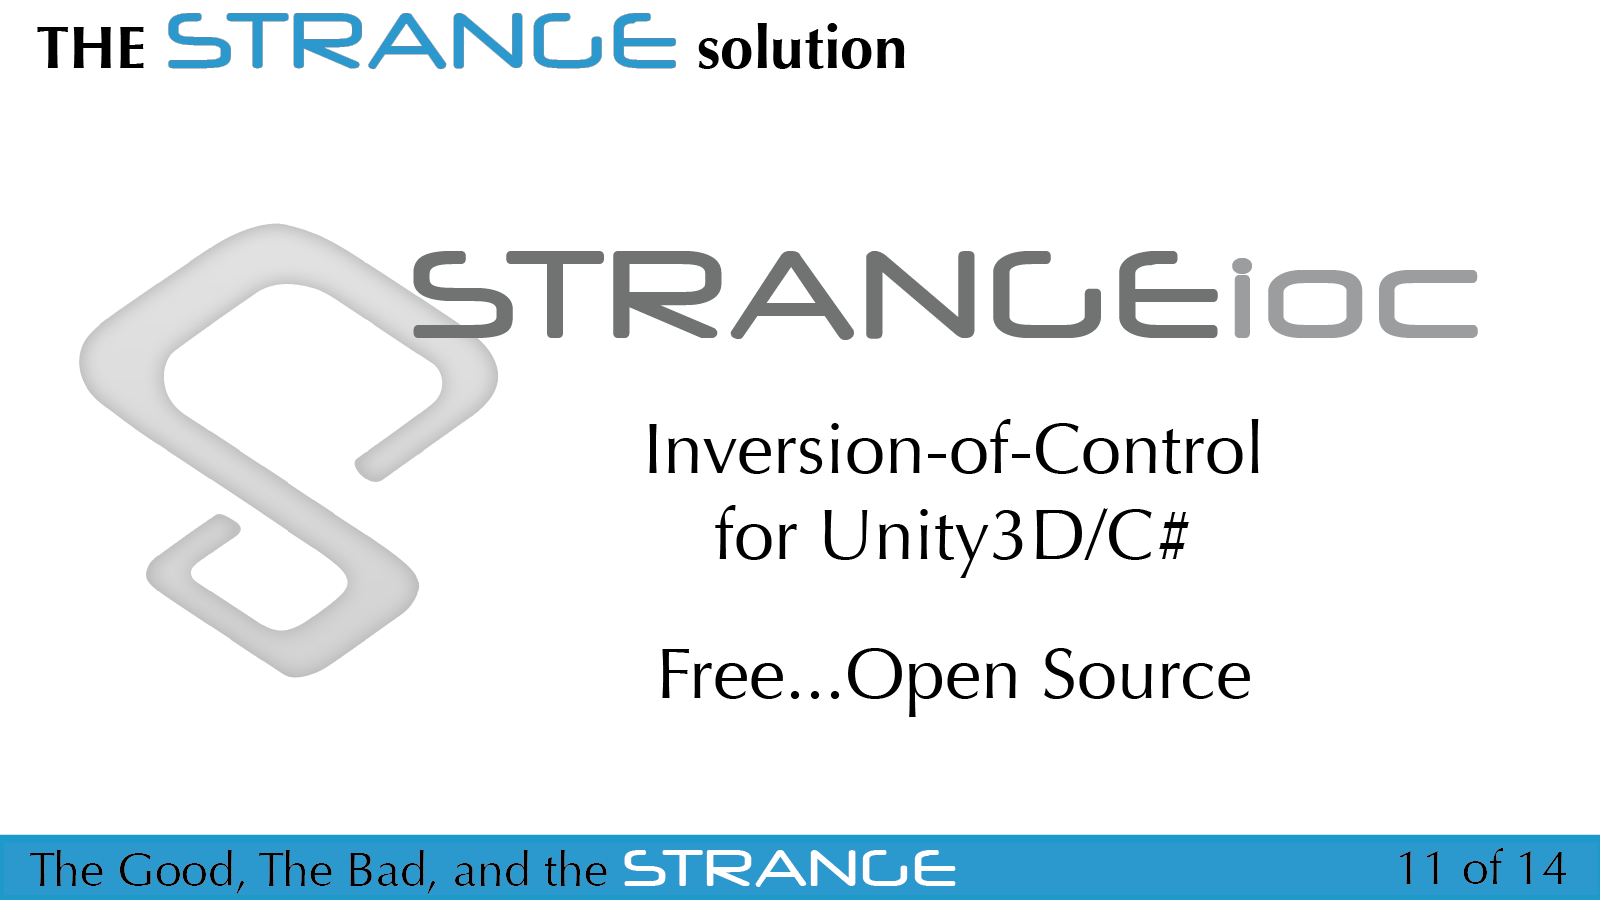 THE STRANGE solution
STRANGEioc
Inversion-of-Control
for Unity3D/C#
Free...Open Source
The Good, The Bad, and the STRANGE
11 of 14